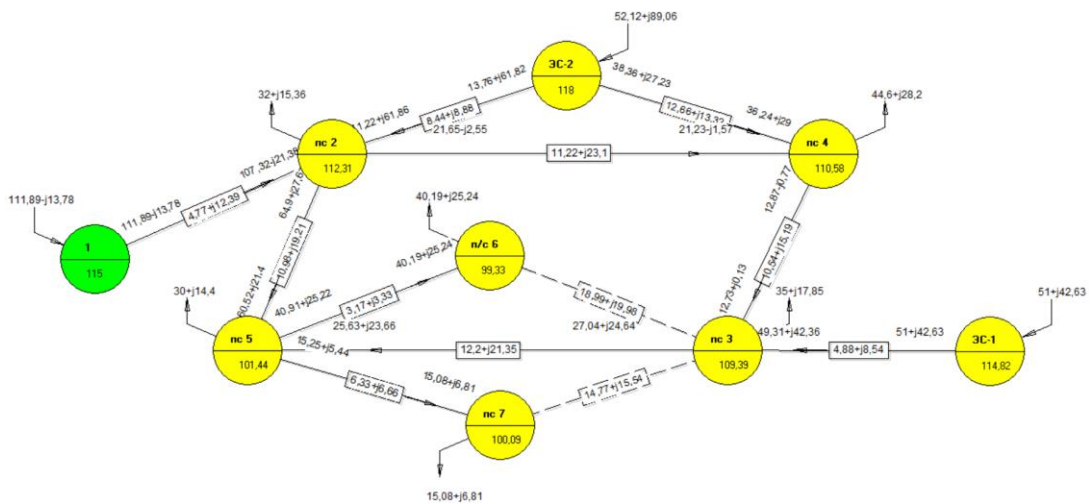 52,12+j89,06
ЭС-2
118
13,76+j61,82
38,36+j27,23
8,44+j8,88
12,66+j13,32
21,65-j2,55
21,23-j1,57
36,24+j29
44,6+j28,2
32+j15,36
11,22+j61,86
пс 2
112,31
11,22+j23,1
пс 4
110,58
107,32-j21,38
64,9+j27,6
12,87-j0,77
40,19+j25,24
111,89-j13,78
111,89-j13,78
4,77+j12,39
1
115
п/с 6
99,33
10,98+j19,21
10,54+j15,19
40,19+j25,24
40,91+j25,22
3,17+j3,33
18,99+j19,98
60,52+j21,4
12,73+j0,13
30+j14,4
35+j17,85
25,63+j23,66
27,04+j24,64
49,31+j42,36
51+j42,63
51+j42,63
пс 5
101,44
15,25+j5,44
12,2+j21,35
пс 3
109,39
4,88+j8,54
ЭС-1
114,82
6,33+j6,66
15,08+j6,81
14,77+j15,54
пс 7
100,09
15,08+j6,81